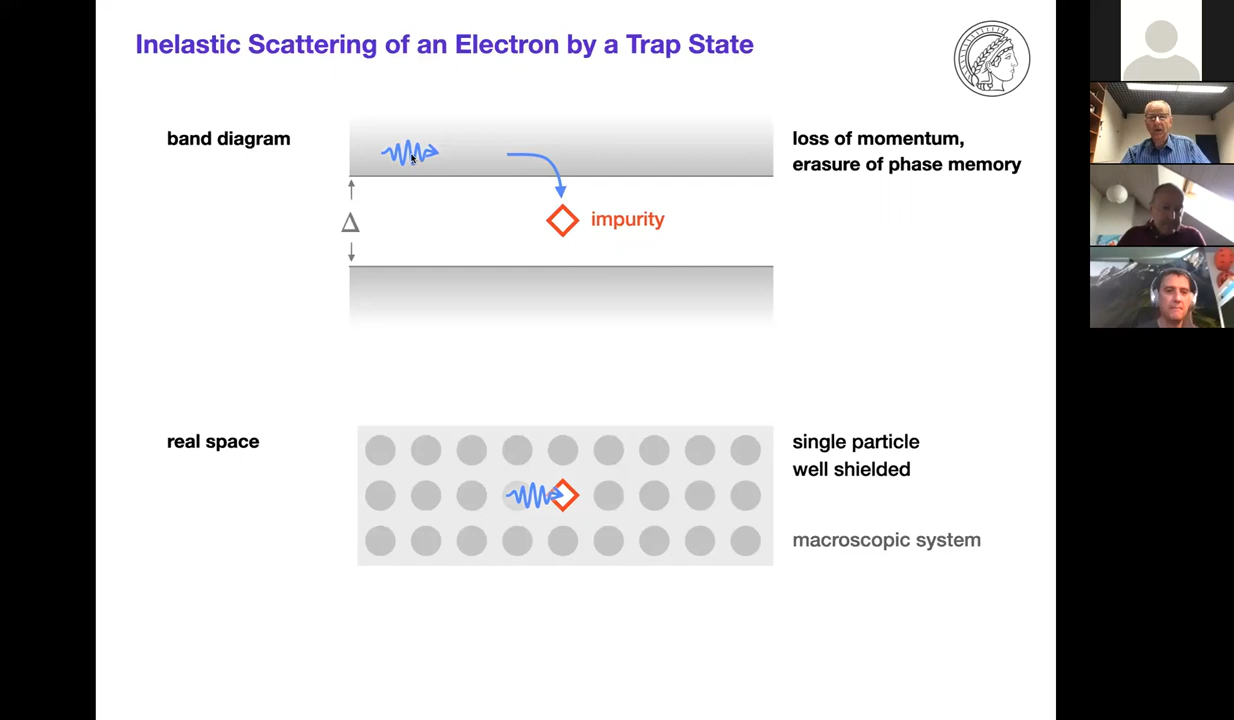 Inelastic Scattering of an Electron by a Trap State
band diagram
loss of momentum,
erasure of phase memory
Δ
impurity
real space
single particle
well shielded
macroscopic system